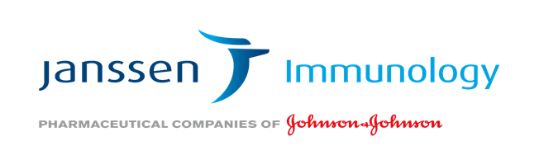 janssen Immunology
PHARMACEUTICAL COMPANIES OF Johnson&Johnson